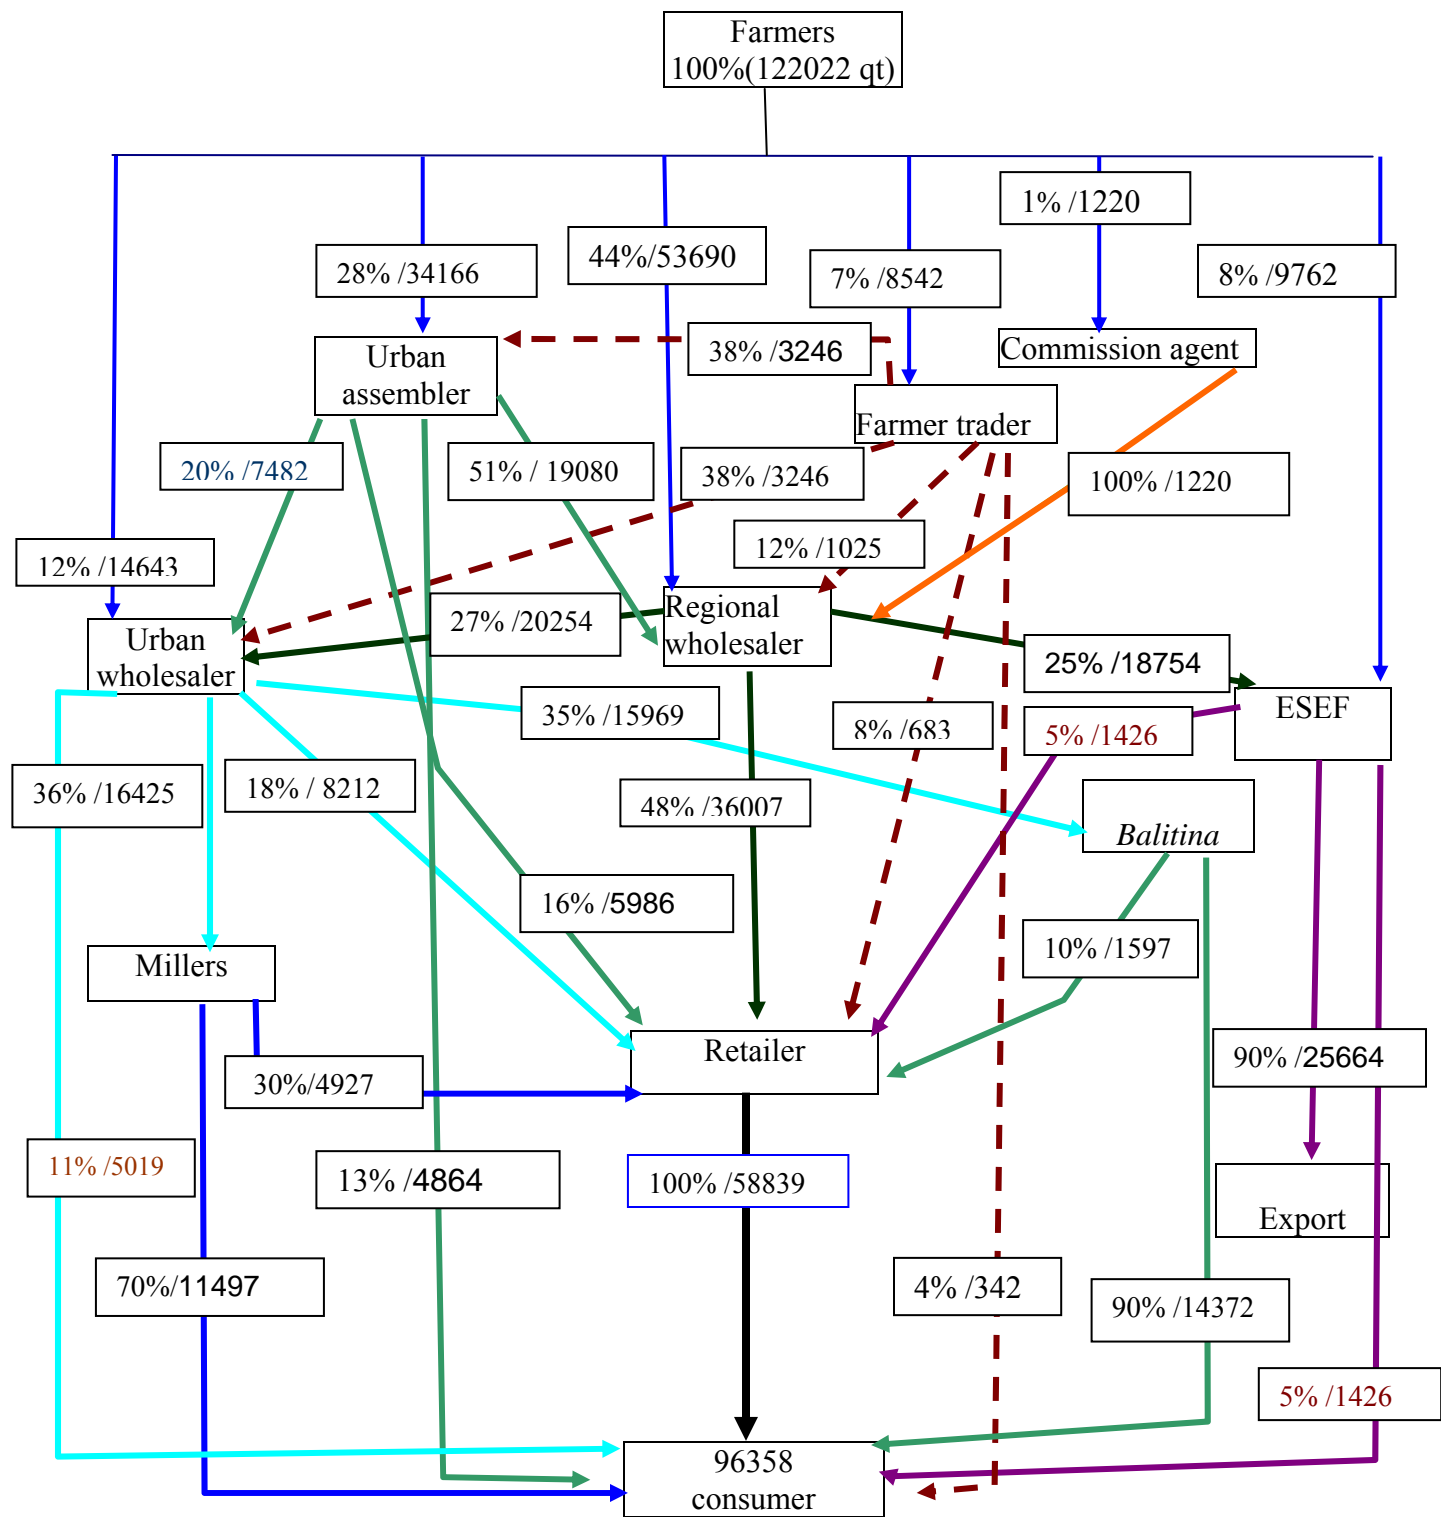 Farmers
100%(122022 qt)
1% /1220
28% /34166
44%/53690
7% /8542
8% /9762
Urban
assembler
38% /3246
Commission agent
Farmer trader
20% /7482
51% / 19080
38% /3246
100% /1220
12% /14643
12% /1025
Urban
wholesaler
27% /20254
Regional
wholesaler
25% /18754
35% /15969
8% /683
5% /1426
ESEF
36% /16425
18% / 8212
48% /36007
Balitina
16% /5986
10% /1597
Millers
Retailer
30%/4927
90% /25664
11% /5019
13% /4864
100% /58839
Export
70%/11497
4% /342
90% /14372
5% /1426
96358
consumer